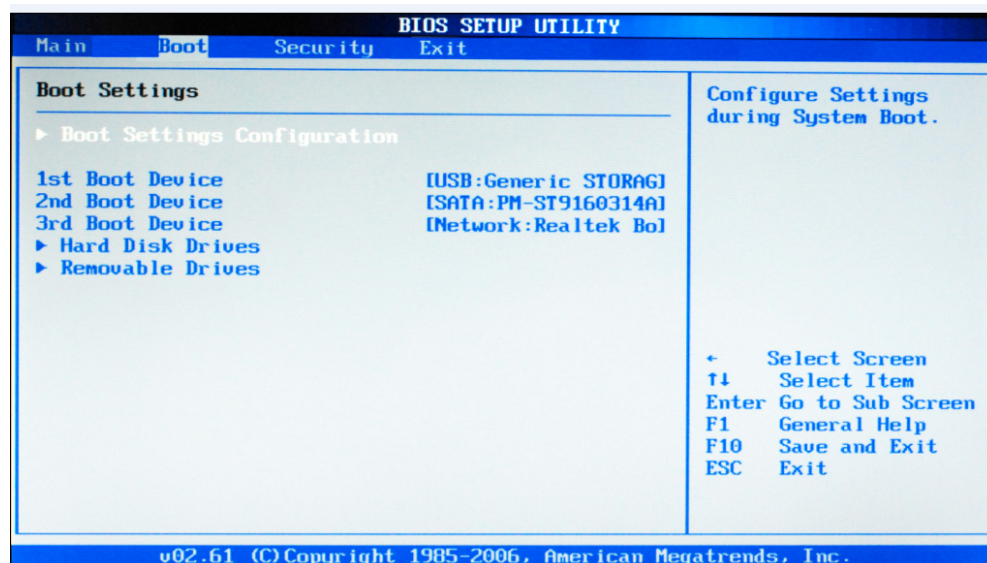 BIOS SETUP UTILITY
Main Boot Security Exit
Boot Settings
▶ Boot Settings Configuration
1st Boot Device [USB:Generic STORAG]
2nd Boot Device [SATA:PM-ST9160314A]
3rd Boot Device [Network:Realtek Bo]
▶ Hard Disk Drives
▶ Removable Drives
Configure Settings
during System Boot.
← Select Screen
↑↓ Select Item
Enter Go to Sub Screen
F1 General Help
F10 Save and Exit
ESC Exit
v02.61 (C)Copyright 1985-2006, American Megatrends, Inc.